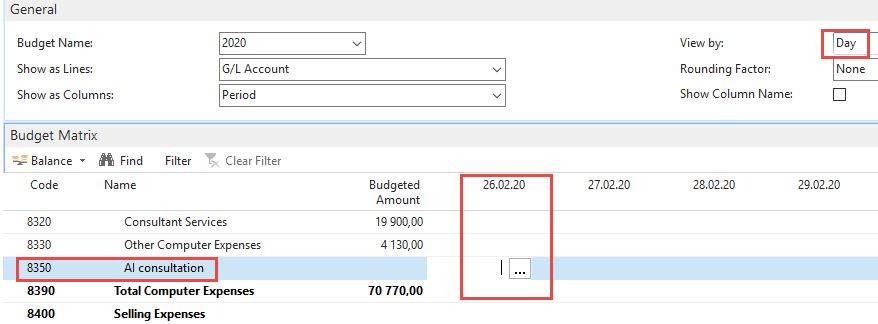 General
Budget Name: 2020 View by: Day
Show as Lines: G/L Account Rounding Factor: None
Show as Columns: Period Show Column Name:
Budget Matrix
Balance Find Filter Clear Filter
Code Name Budgeted Amount 26.02.20 27.02.20 28.02.20 29.02.20
8320 Consultant Services 19 900,00
8330 Other Computer Expenses 4 130,00
8350 AI consultation ...
8390 Total Computer Expenses 70 770,00
8400 Selling Expenses